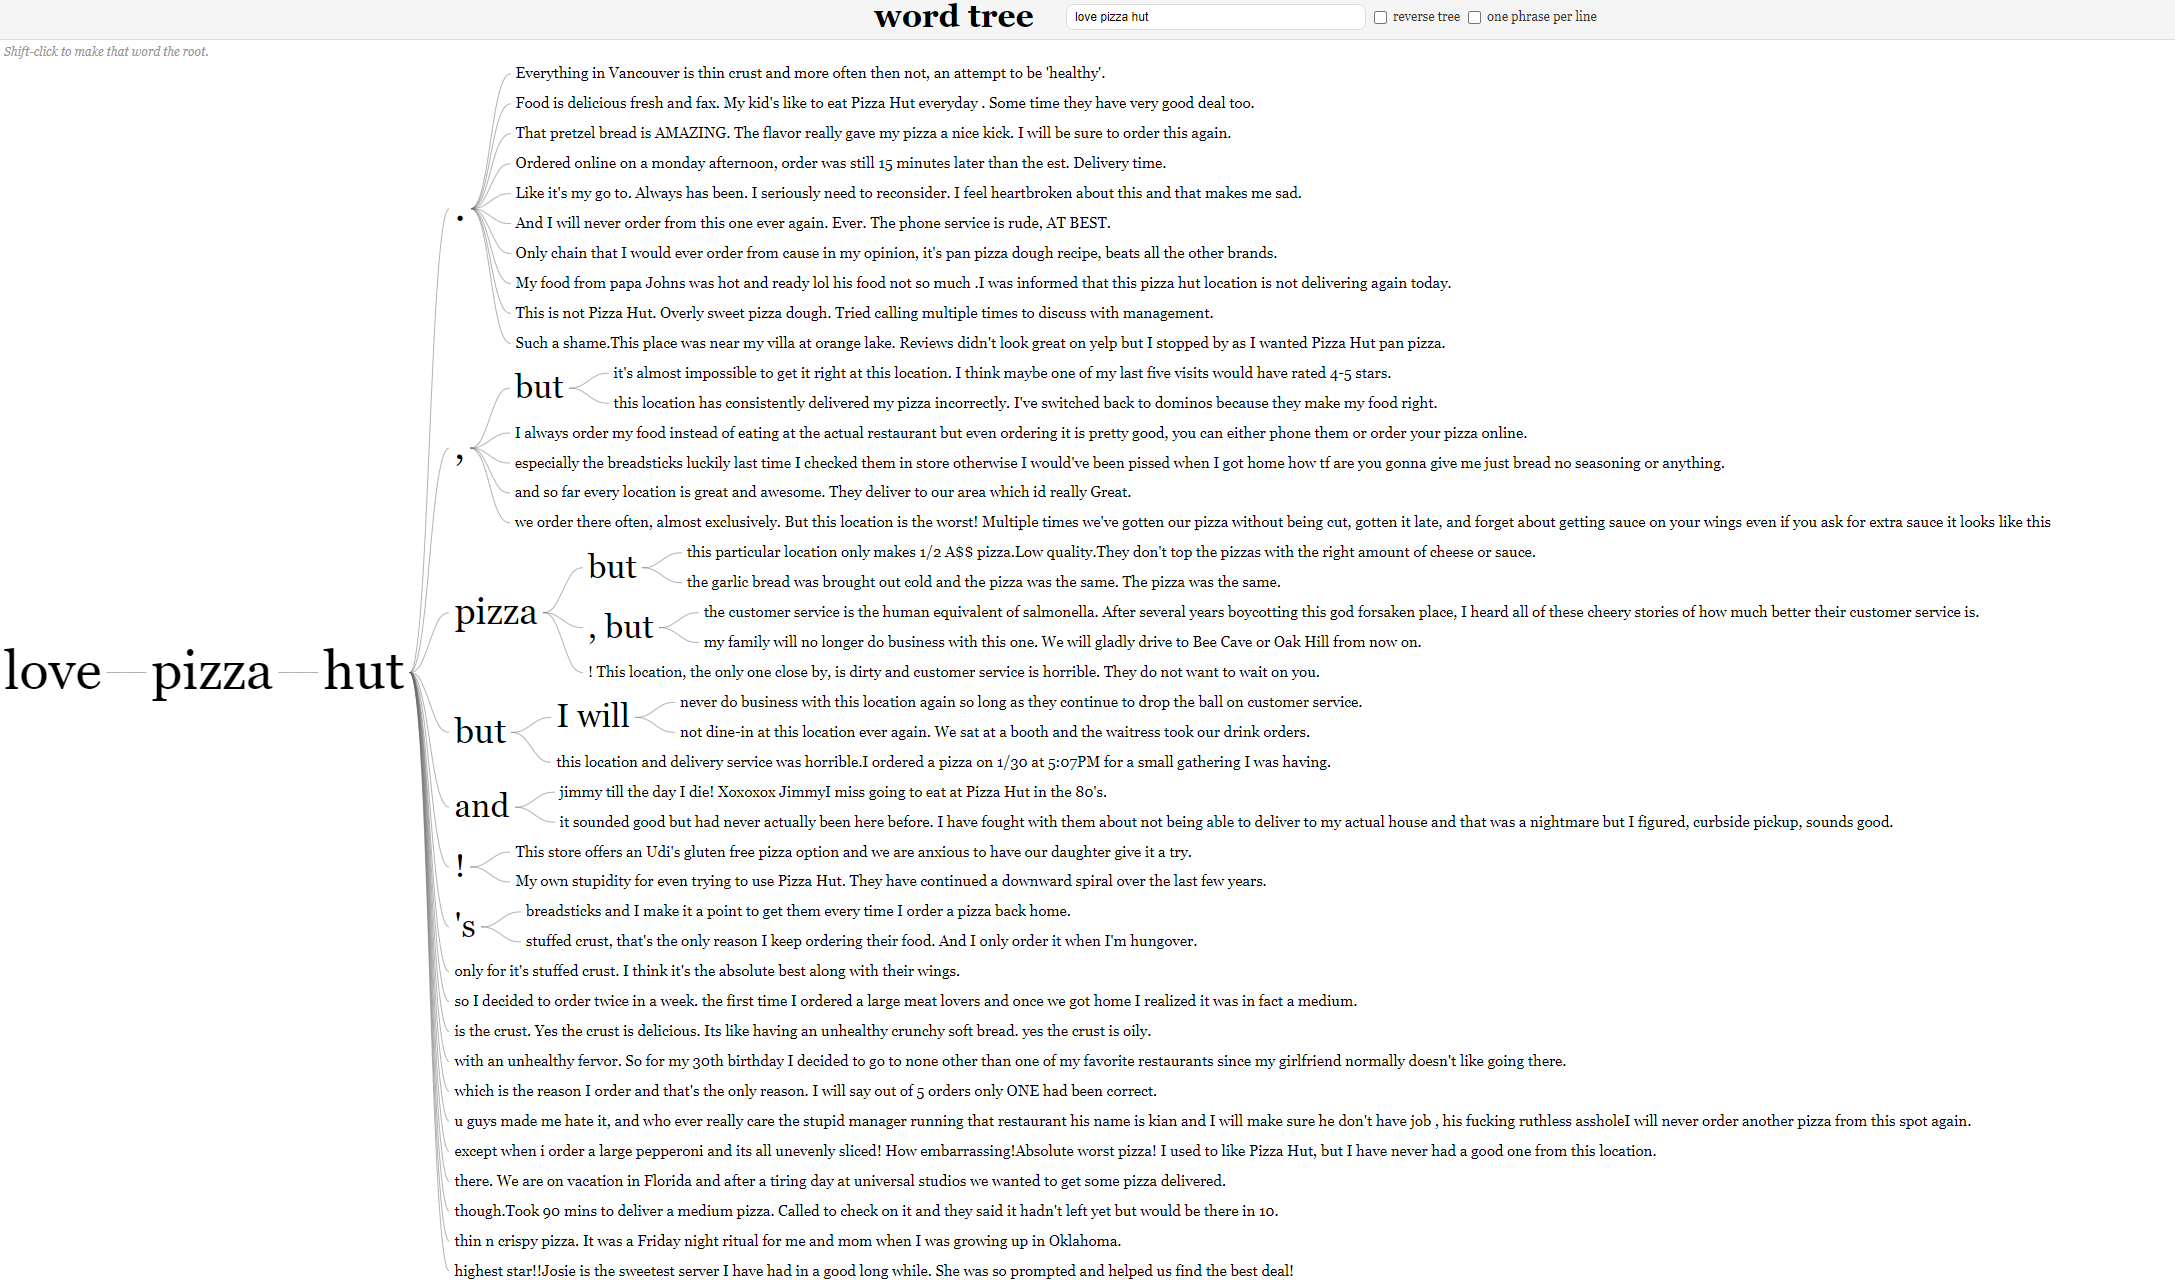 word tree
love pizza hut
reverse tree
one phrase per line
Shift-click to make that word the root.
love pizza hut
.
Everything in Vancouver is thin crust and more often then not, an attempt to be 'healthy'.
Food is delicious fresh and fax. My kid's like to eat Pizza Hut everyday . Some time they have very good deal too.
That pretzel bread is AMAZING. The flavor really gave my pizza a nice kick. I will be sure to order this again.
Ordered online on a monday afternoon, order was still 15 minutes later than the est. Delivery time.
Like it's my go to. Always has been. I seriously need to reconsider. I feel heartbroken about this and that makes me sad.
And I will never order from this one ever again. Ever. The phone service is rude, AT BEST.
Only chain that I would ever order from cause in my opinion, it's pan pizza dough recipe, beats all the other brands.
My food from papa Johns was hot and ready lol his food not so much .I was informed that this pizza hut location is not delivering again today.
This is not Pizza Hut. Overly sweet pizza dough. Tried calling multiple times to discuss with management.
Such a shame.This place was near my villa at orange lake. Reviews didn't look great on yelp but I stopped by as I wanted Pizza Hut pan pizza.
,
but
it's almost impossible to get it right at this location. I think maybe one of my last five visits would have rated 4-5 stars.
this location has consistently delivered my pizza incorrectly. I've switched back to dominos because they make my food right.
I always order my food instead of eating at the actual restaurant but even ordering it is pretty good, you can either phone them or order your pizza online.
especially the breadsticks luckily last time I checked them in store otherwise I would've been pissed when I got home how tf are you gonna give me just bread no seasoning or anything.
and so far every location is great and awesome. They deliver to our area which id really Great.
we order there often, almost exclusively. But this location is the worst! Multiple times we've gotten our pizza without being cut, gotten it late, and forget about getting sauce on your wings even if you ask for extra sauce it looks like this
pizza
but
this particular location only makes 1/2 A$$ pizza.Low quality.They don't top the pizzas with the right amount of cheese or sauce.
the garlic bread was brought out cold and the pizza was the same. The pizza was the same.
, but
the customer service is the human equivalent of salmonella. After several years boycotting this god forsaken place, I heard all of these cheery stories of how much better their customer service is.
my family will no longer do business with this one. We will gladly drive to Bee Cave or Oak Hill from now on.
! This location, the only one close by, is dirty and customer service is horrible. They do not want to wait on you.
but
I will
never do business with this location again so long as they continue to drop the ball on customer service.
not dine-in at this location ever again. We sat at a booth and the waitress took our drink orders.
this location and delivery service was horrible.I ordered a pizza on 1/30 at 5:07PM for a small gathering I was having.
and
jimmy till the day I die! Xoxoxox JimmyI miss going to eat at Pizza Hut in the 80's.
it sounded good but had never actually been here before. I have fought with them about not being able to deliver to my actual house and that was a nightmare but I figured, curbside pickup, sounds good.
!
This store offers an Udi's gluten free pizza option and we are anxious to have our daughter give it a try.
My own stupidity for even trying to use Pizza Hut. They have continued a downward spiral over the last few years.
's
breadsticks and I make it a point to get them every time I order a pizza back home.
stuffed crust, that's the only reason I keep ordering their food. And I only order it when I'm hungover.
only for it's stuffed crust. I think it's the absolute best along with their wings.
so I decided to order twice in a week. the first time I ordered a large meat lovers and once we got home I realized it was in fact a medium.
is the crust. Yes the crust is delicious. Its like having an unhealthy crunchy soft bread. yes the crust is oily.
with an unhealthy fervor. So for my 30th birthday I decided to go to none other than one of my favorite restaurants since my girlfriend normally doesn't like going there.
which is the reason I order and that's the only reason. I will say out of 5 orders only ONE had been correct.
u guys made me hate it, and who ever really care the stupid manager running that restaurant his name is kian and I will make sure he don't have job , his fucking ruthless assholeI will never order another pizza from this spot again.
except when i order a large pepperoni and its all unevenly sliced! How embarrassing!Absolute worst pizza! I used to like Pizza Hut, but I have never had a good one from this location.
there. We are on vacation in Florida and after a tiring day at universal studios we wanted to get some pizza delivered.
though.Took 90 mins to deliver a medium pizza. Called to check on it and they said it hadn't left yet but would be there in 10.
thin n crispy pizza. It was a Friday night ritual for me and mom when I was growing up in Oklahoma.
highest star!!Josie is the sweetest server I have had in a good long while. She was so prompted and helped us find the best deal!